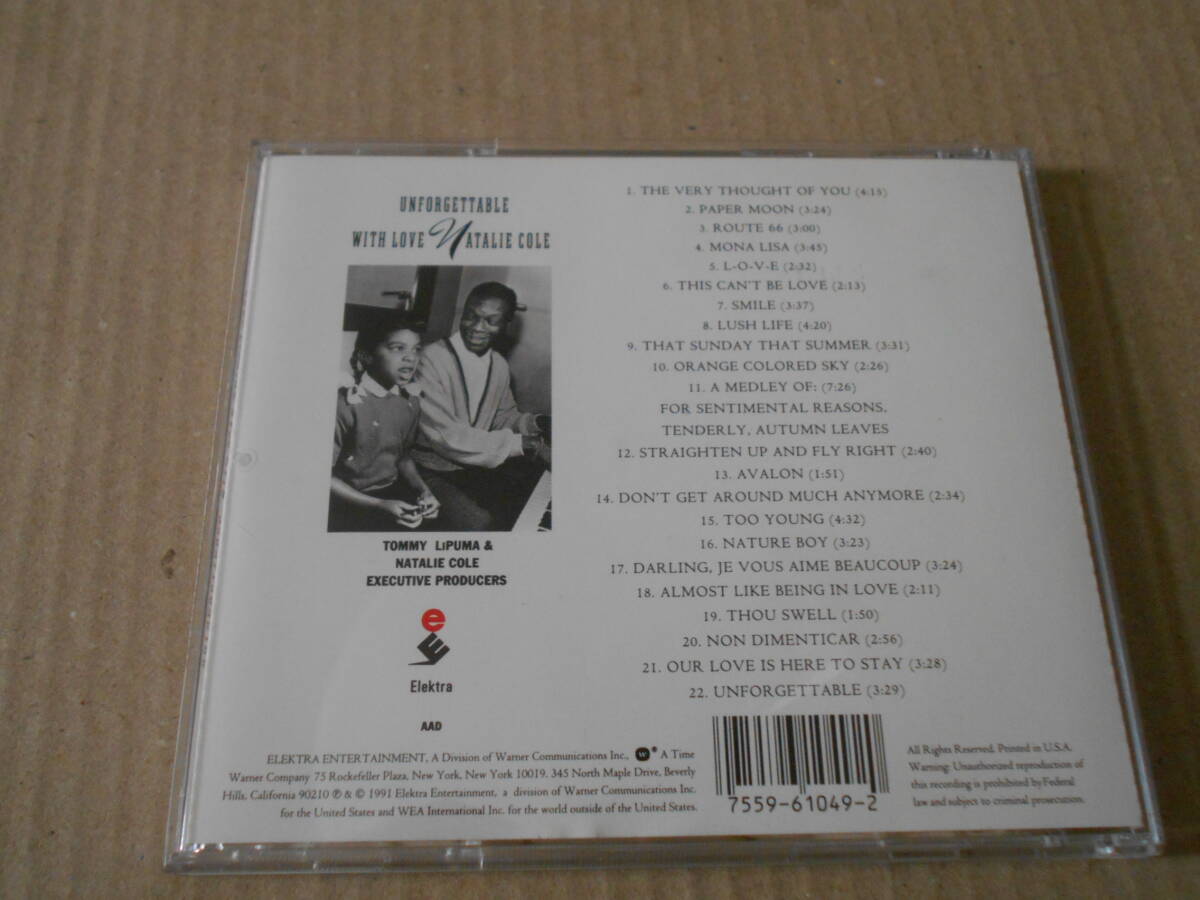 UNFORGETTABLE
WITH LOVE NATALIE COLE
TOMMY LiPUMA &
NATALIE COLE
EXECUTIVE PRODUCERS
e
E
Elektra
AAD
1. THE VERY THOUGHT OF YOU (4:15)
2. PAPER MOON (3:24)
3. ROUTE 66 (3:00)
4. MONA LISA (3:45)
5. L-O-V-E (2:32)
6. THIS CAN'T BE LOVE (2:13)
7. SMILE (3:37)
8. LUSH LIFE (4:20)
9. THAT SUNDAY THAT SUMMER (3:31)
10. ORANGE COLORED SKY (2:26)
11. A MEDLEY OF: (7:26)
FOR SENTIMENTAL REASONS,
TENDERLY, AUTUMN LEAVES
12. STRAIGHTEN UP AND FLY RIGHT (2:40)
13. AVALON (1:51)
14. DON'T GET AROUND MUCH ANYMORE (2:34)
15. TOO YOUNG (4:32)
16. NATURE BOY (3:23)
17. DARLING, JE VOUS AIME BEAUCOUP (3:24)
18. ALMOST LIKE BEING IN LOVE (2:11)
19. THOU SWELL (1:50)
20. NON DIMENTICAR (2:56)
21. OUR LOVE IS HERE TO STAY (3:28)
22. UNFORGETTABLE (3:29)
ELEKTRA ENTERTAINMENT, A Division of Warner Communications Inc., W ® A Time
Warner Company 75 Rockefeller Plaza, New York, New York 10019. 345 North Maple Drive, Beverly
Hills, California 90210 ℗ & © 1991 Elektra Entertainment, a division of Warner Communications Inc.
for the United States and WEA International Inc. for the world outside of the United States.
7559-61049-2
All Rights Reserved. Printed in U.S.A.
Warning: Unauthorized reproduction of
this recording is prohibited by Federal
law and subject to criminal prosecution.